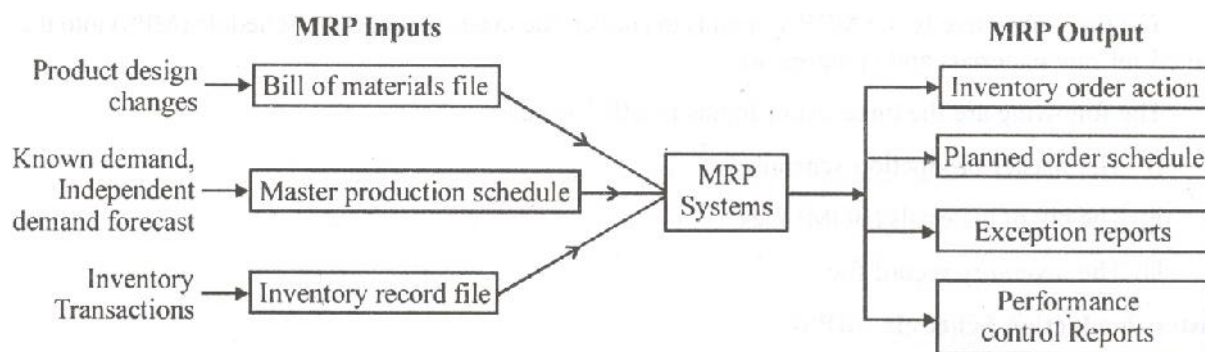 MRP Inputs
MRP Output
Product design
changes
Bill of materials file
Known demand,
Independent
demand forecast
Master production schedule
Inventory
Transactions
Inventory record file
MRP
Systems
Inventory order action
Planned order schedule
Exception reports
Performance
control Reports